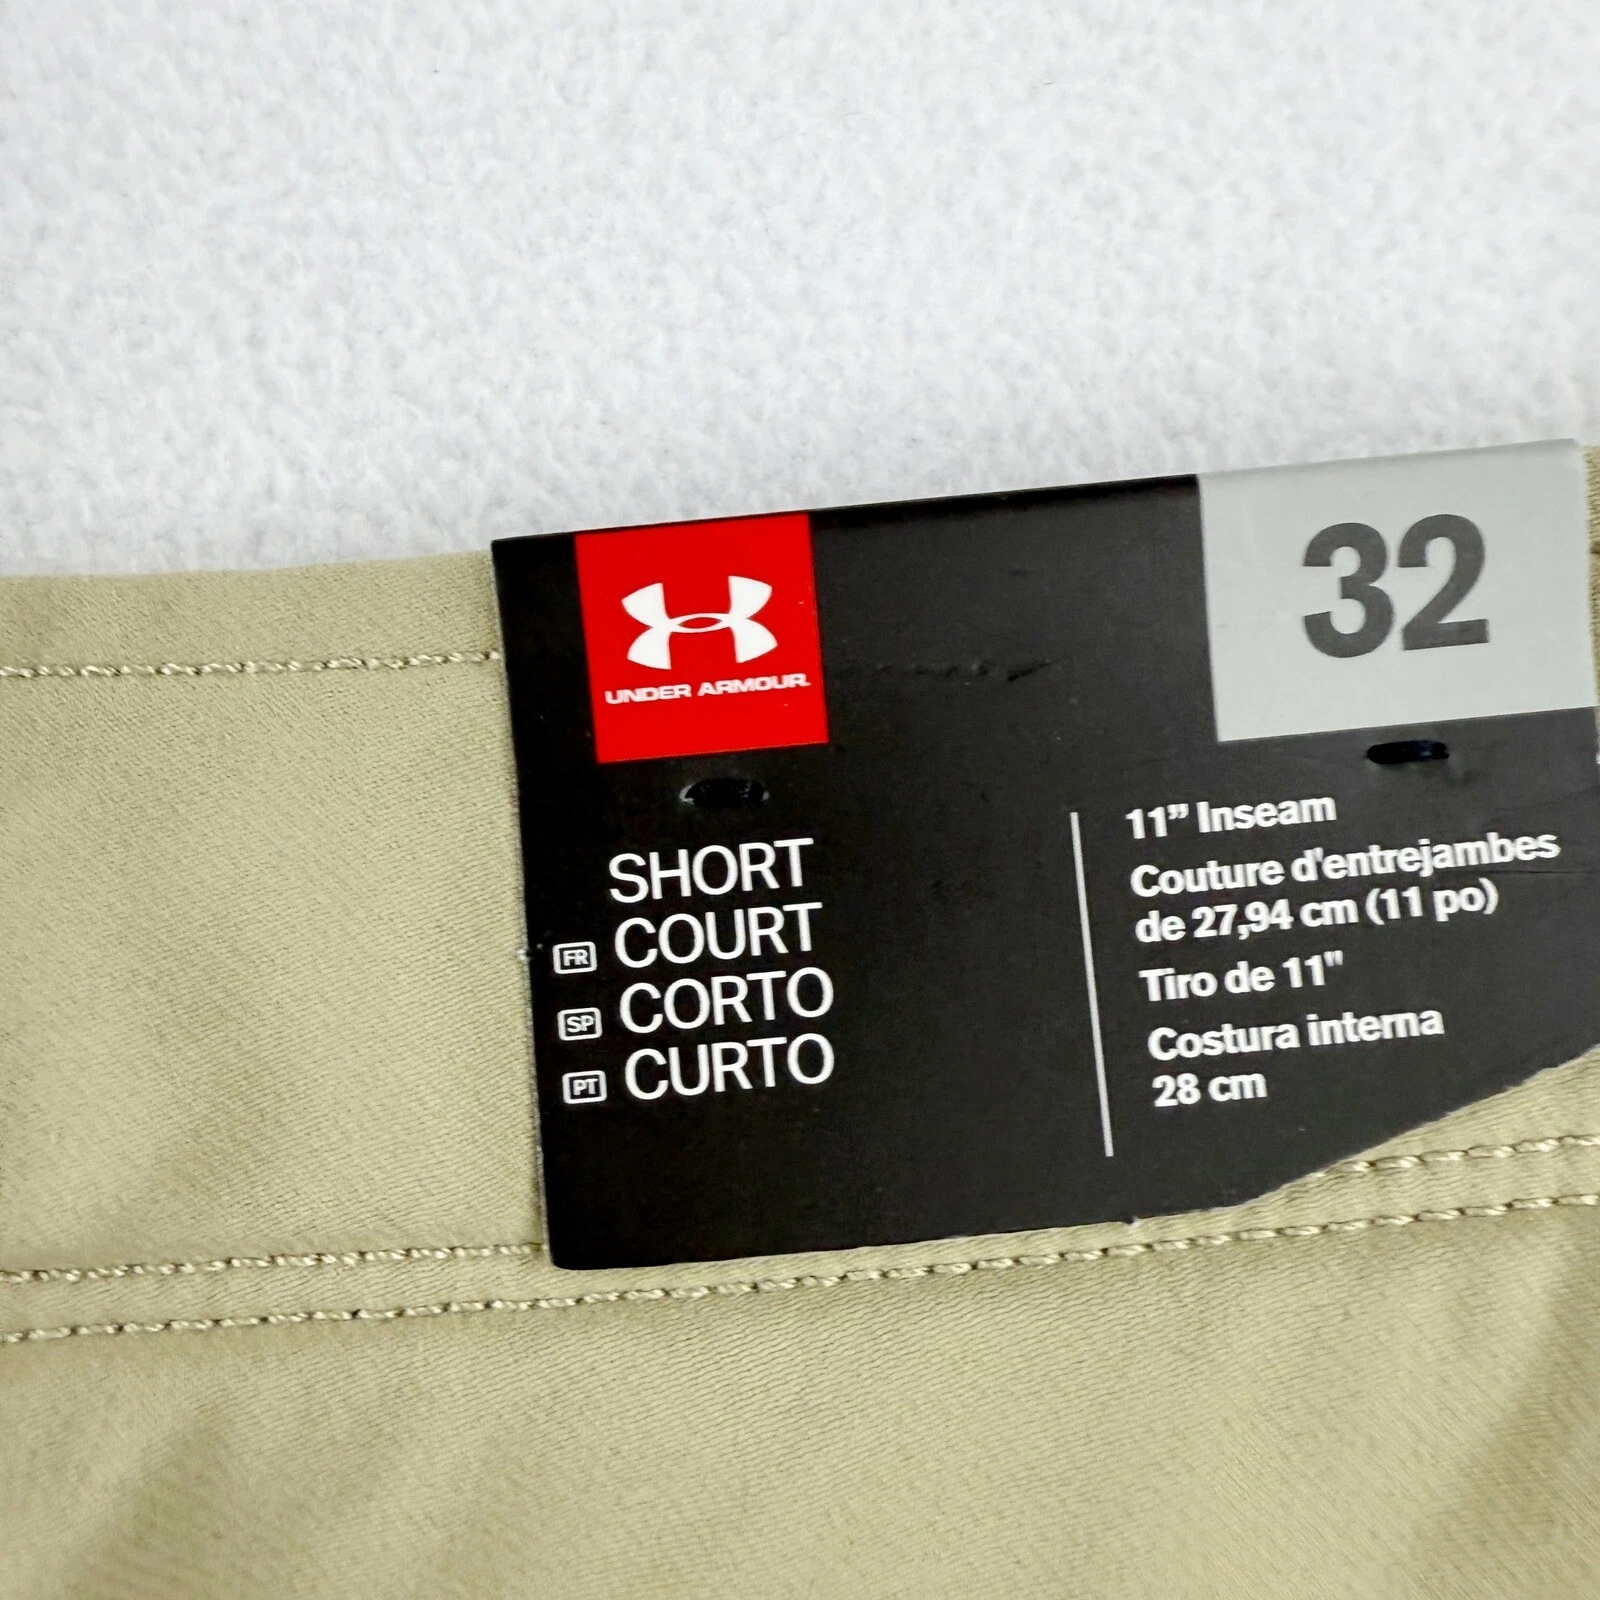 UNDER ARMOUR.
32
SHORT
FR COURT
SP CORTO
PT CURTO
11” Inseam
Couture d'entrejambes
de 27,94 cm (11 po)
Tiro de 11"
Costura interna
28 cm